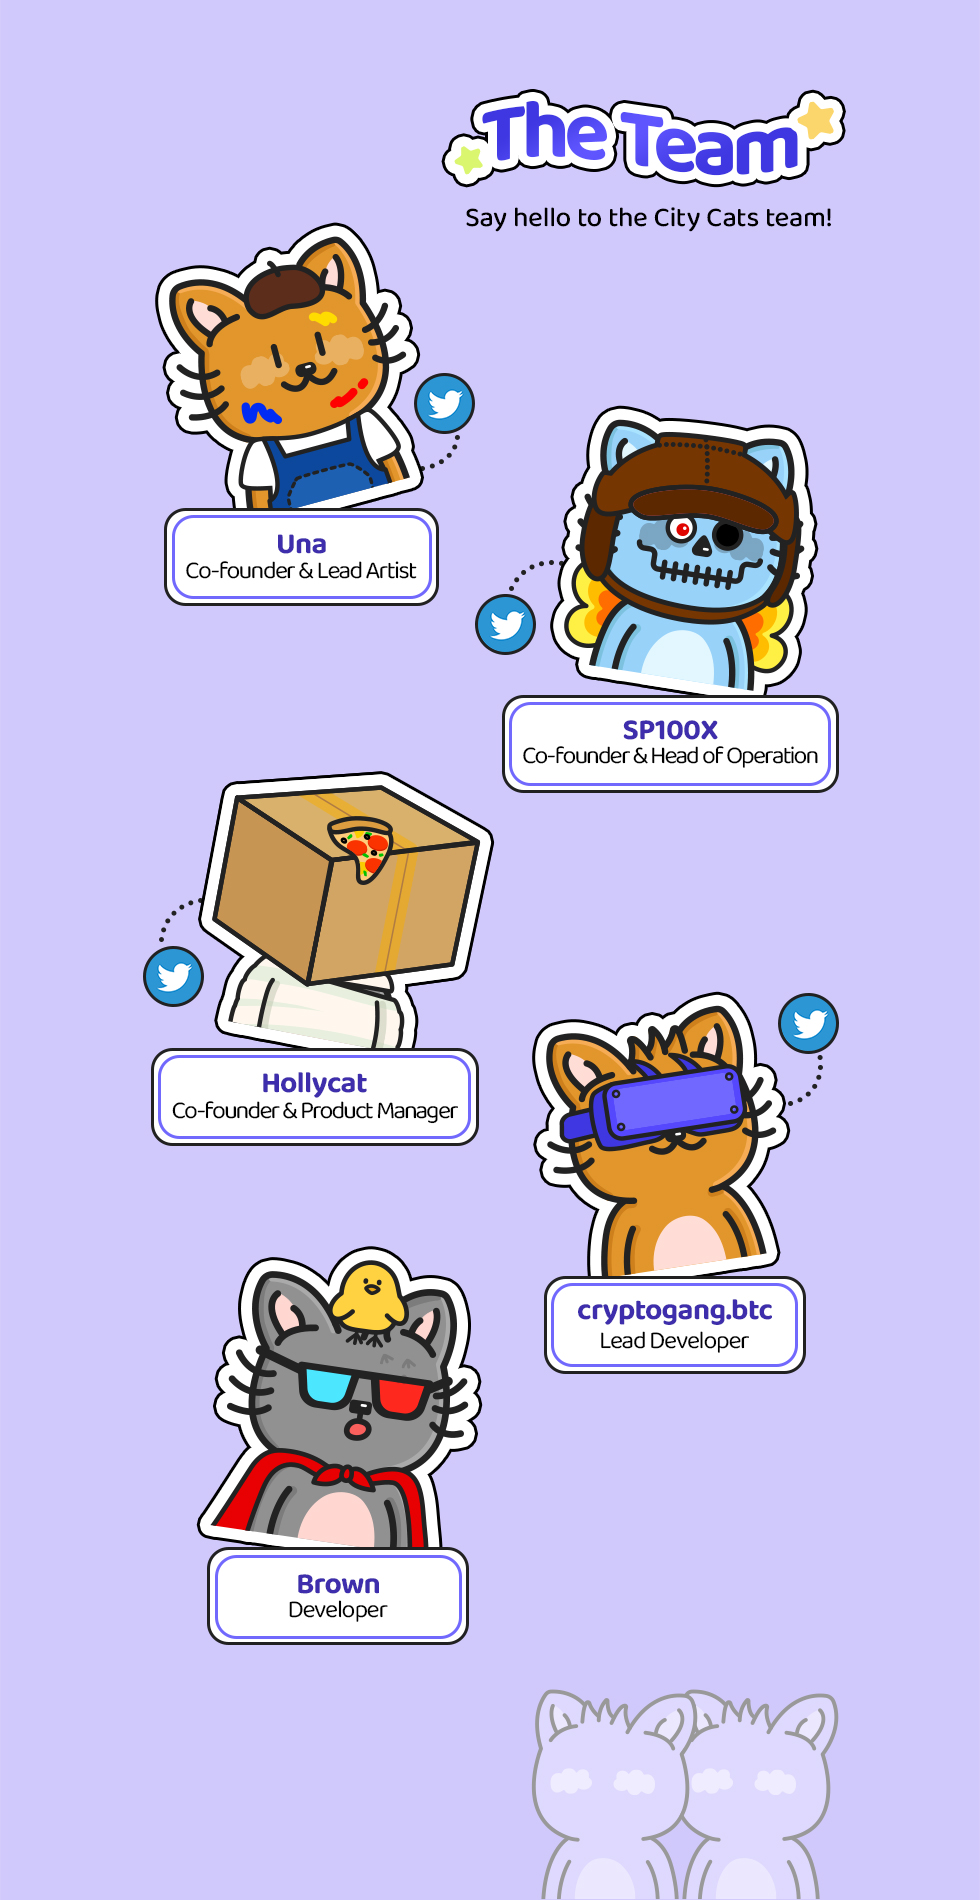 The Team
Say hello to the City Cats team!
Una
Co-founder & Lead Artist
SP100X
Co-founder & Head of Operation
Hollycat
Co-founder & Product Manager
cryptogang.btc
Lead Developer
Brown
Developer